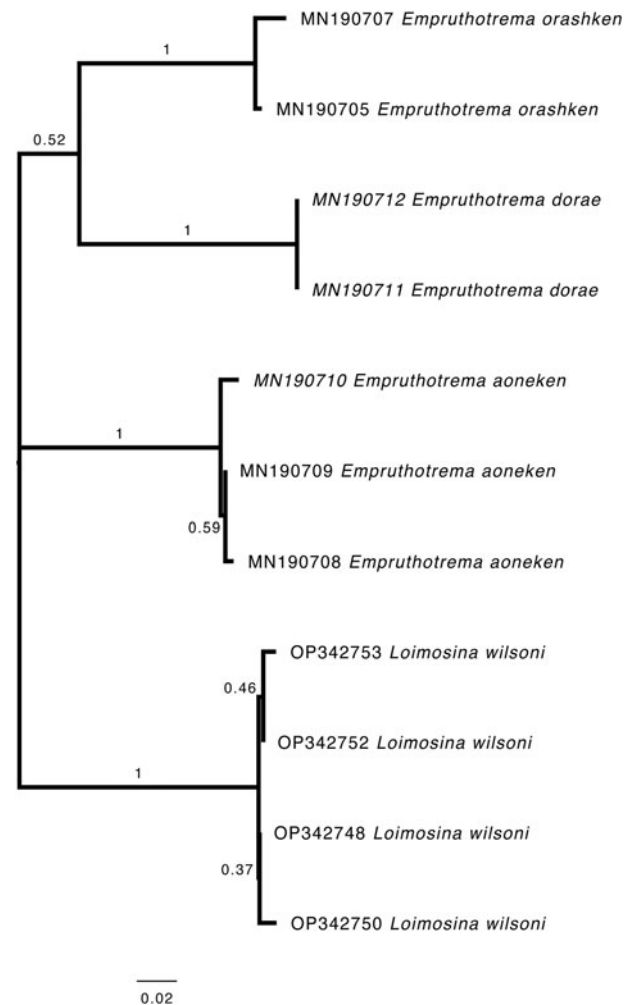 MN190707 Empruthotrema orashken
1
MN190705 Empruthotrema orashken
0.52
MN190712 Empruthotrema dorae
1
MN190711 Empruthotrema dorae
MN190710 Empruthotrema aoneken
1
MN190709 Empruthotrema aoneken
0.59
MN190708 Empruthotrema aoneken
OP342753 Loimosina wilsoni
0.46
OP342752 Loimosina wilsoni
1
OP342748 Loimosina wilsoni
0.37
OP342750 Loimosina wilsoni
0.02